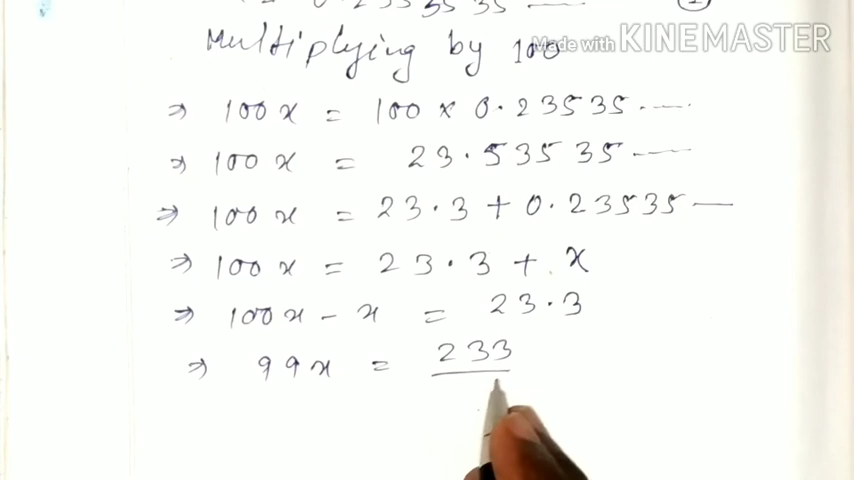 Multiplying by 100
Made with KINEMASTER
⇒ 100x = 100 × 0.23535 ----
⇒ 100x = 23.53535 ----
⇒ 100x = 23.3 + 0.23535 ----
⇒ 100x = 23.3 + x
⇒ 100x - x = 23.3
⇒ 99x = 233